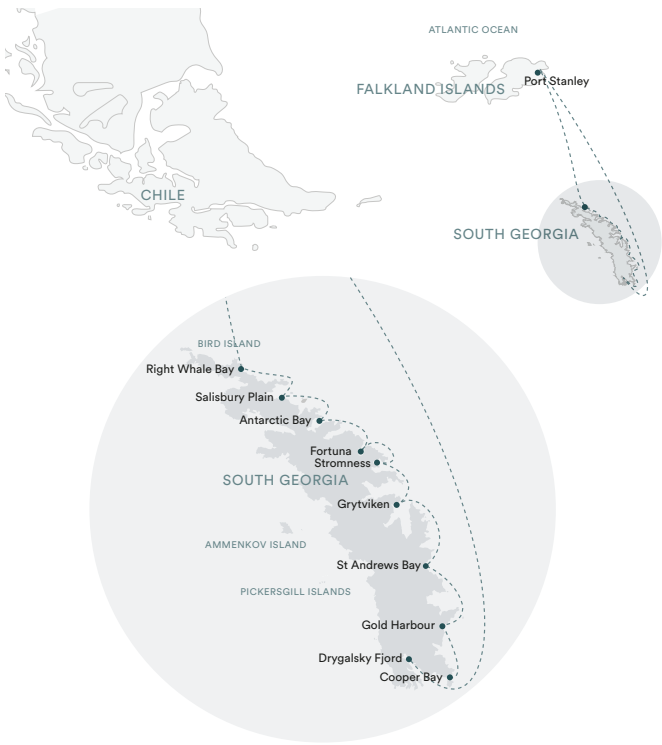 ATLANTIC OCEAN
Port Stanley
FALKLAND ISLANDS
CHILE
SOUTH GEORGIA
BIRD ISLAND
Right Whale Bay
Salisbury Plain
Antarctic Bay
Fortuna
Stromness
SOUTH GEORGIA
Grytviken
AMMENKOV ISLAND
St Andrews Bay
PICKERSGILL ISLANDS
Gold Harbour
Drygalsky Fjord
Cooper Bay